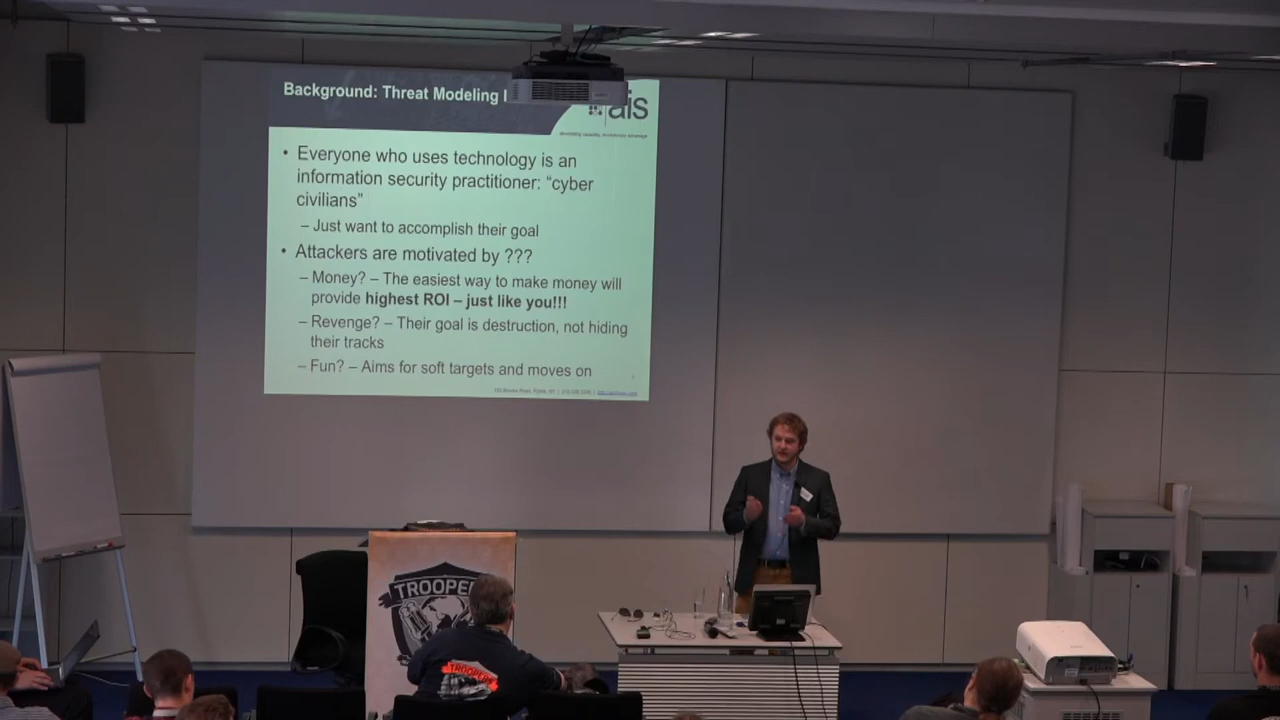 Background: Threat Modeling
ais
• Everyone who uses technology is an
information security practitioner: “cyber
civilians”
– Just want to accomplish their goal
• Attackers are motivated by ???
– Money? – The easiest way to make money will
provide highest ROI – just like you!!!
– Revenge? – Their goal is destruction, not hiding
their tracks
– Fun? – Aims for soft targets and moves on
TROOPE
TROOPERS